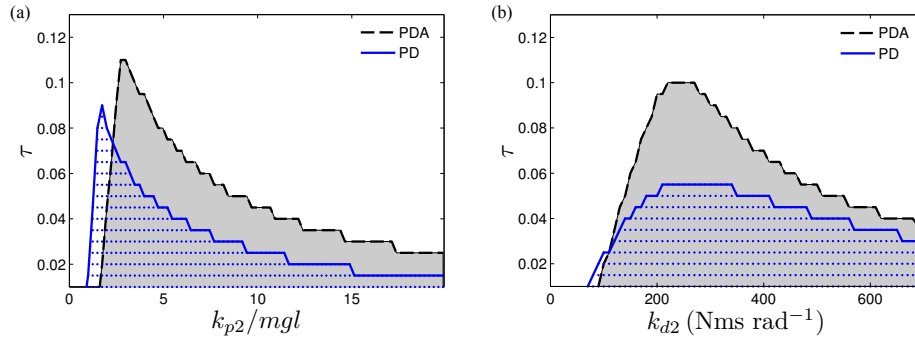 (a)
0.12
0.1
0.08
0.06
0.04
0.02
τ
PDA
PD
0 5 10 15
k_{p2}/mgl
(b)
0.12
0.1
0.08
0.06
0.04
0.02
τ
PDA
PD
0 200 400 600
k_{d2} (Nms rad⁻¹)